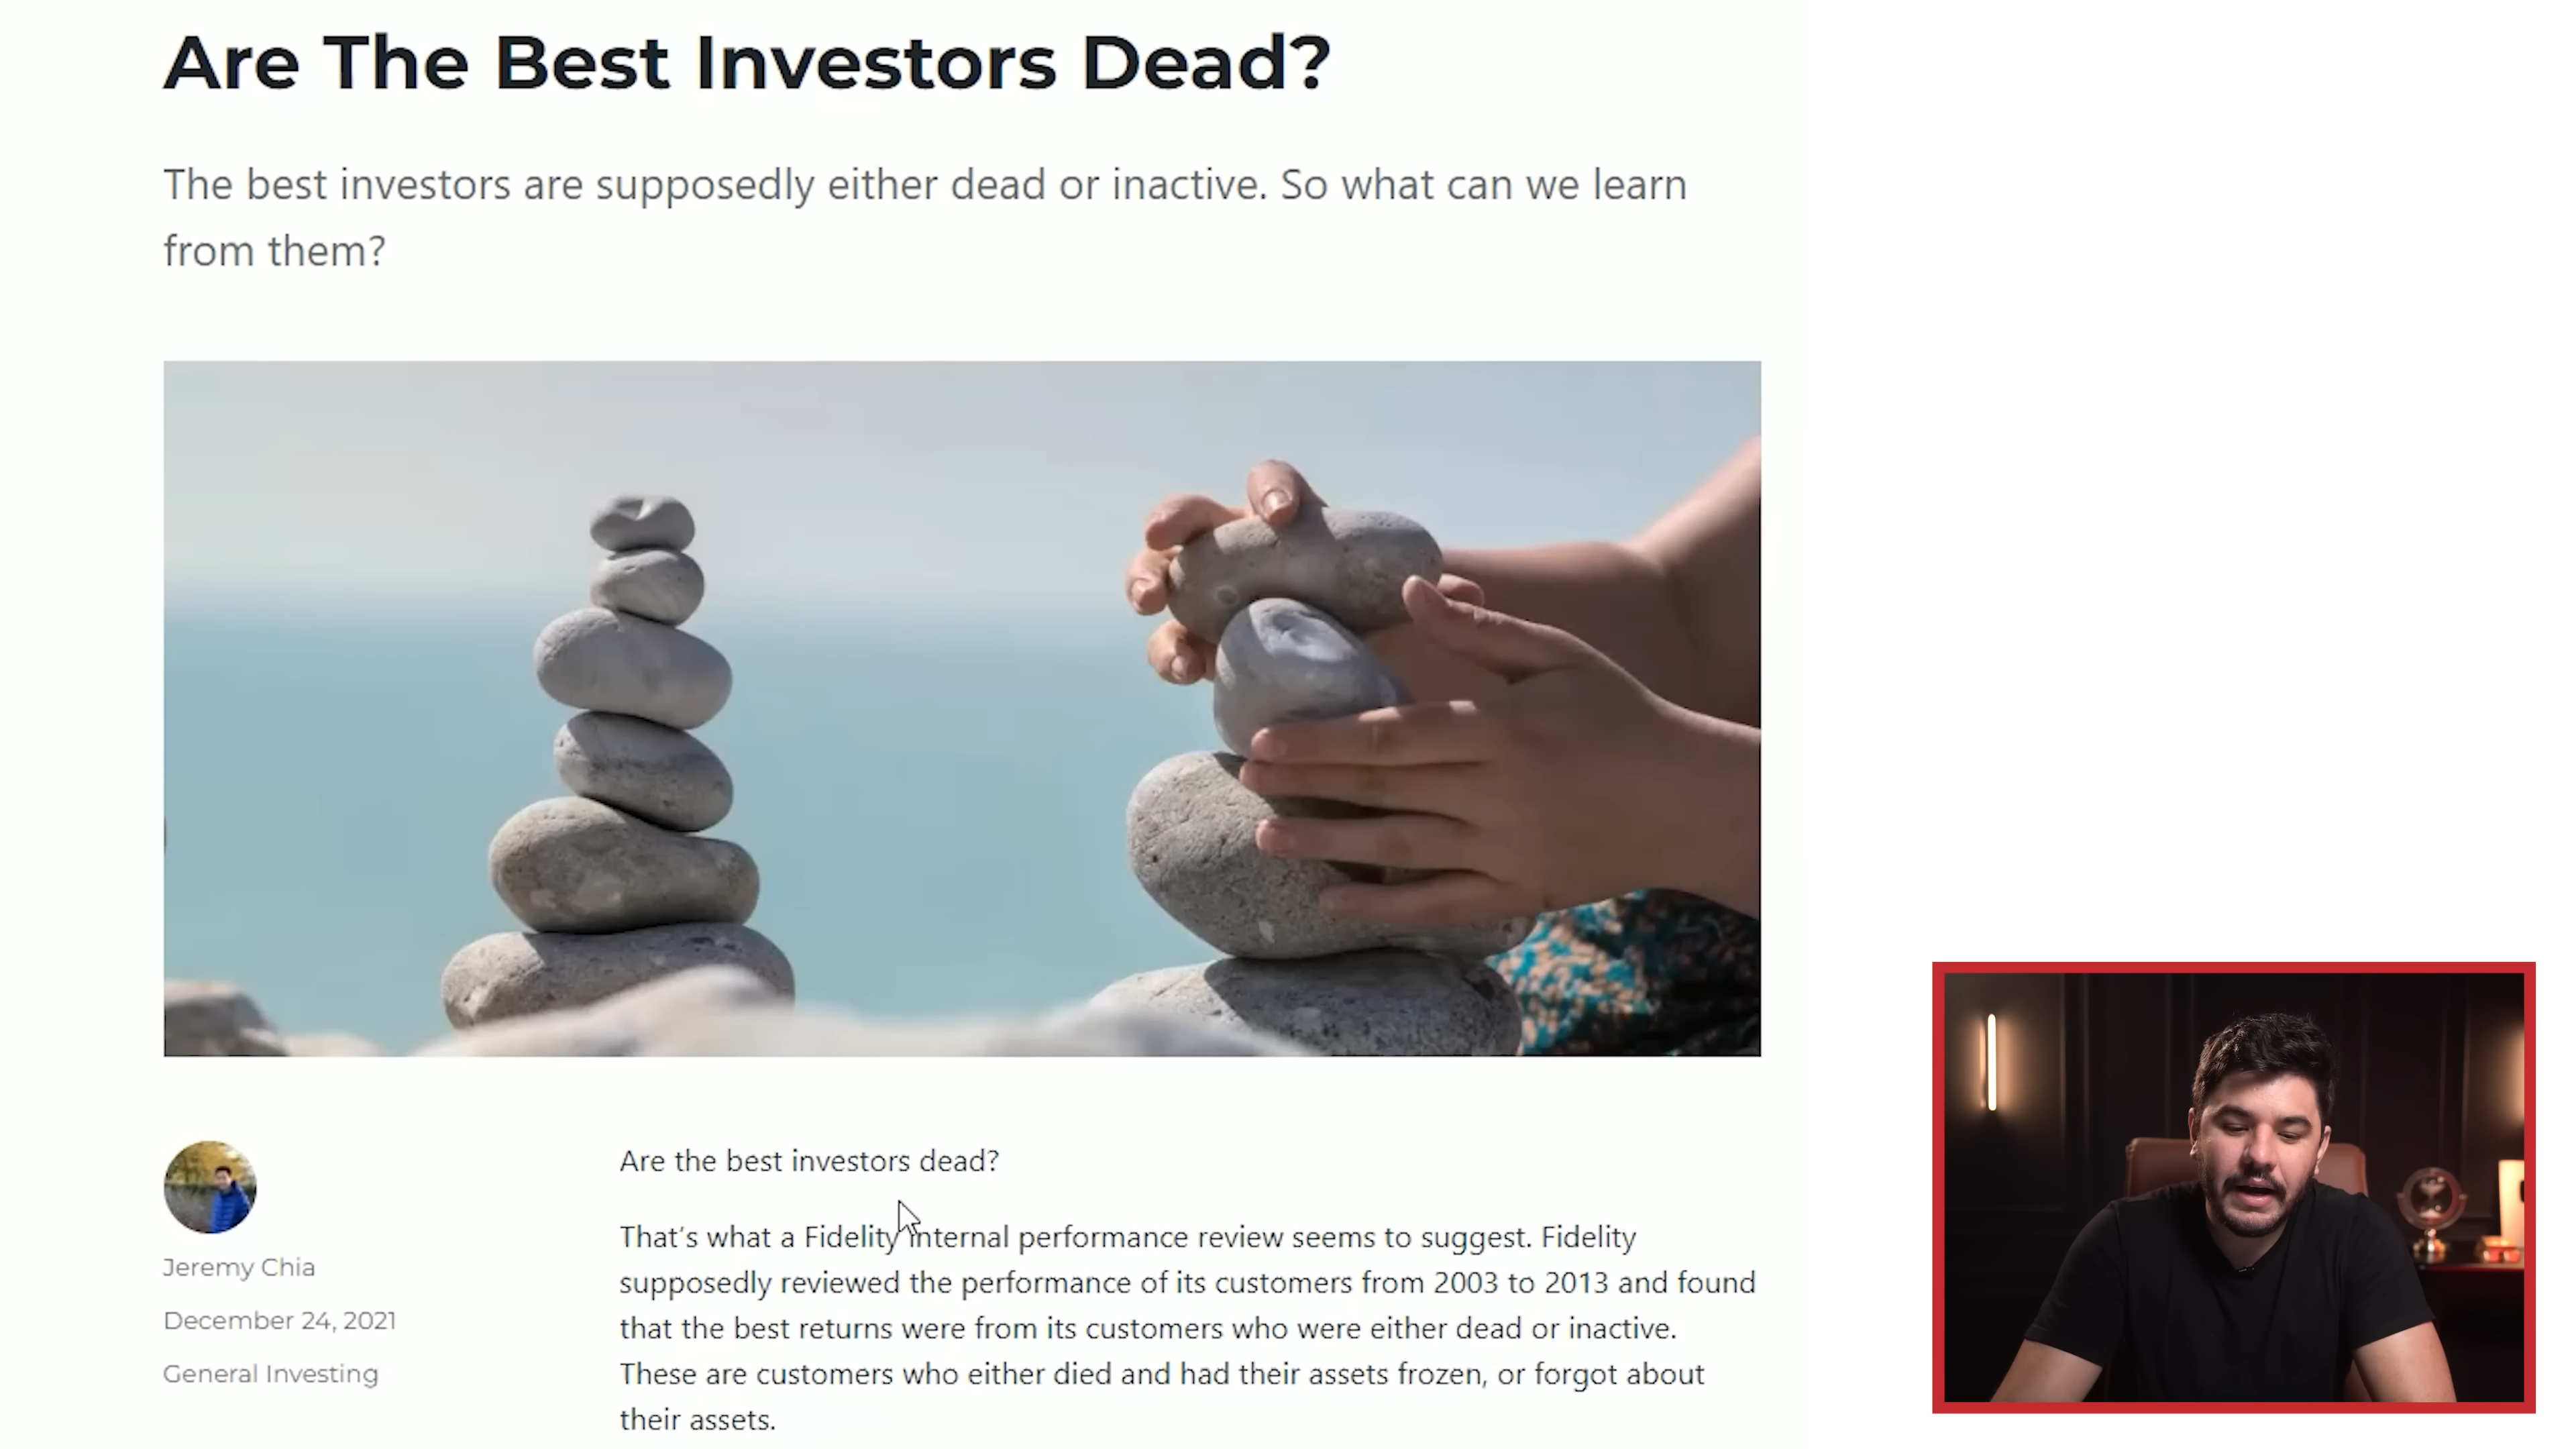 Are The Best Investors Dead?
The best investors are supposedly either dead or inactive. So what can we learn
from them?
Jeremy Chia
December 24, 2021
General Investing
Are the best investors dead?
That's what a Fidelity internal performance review seems to suggest. Fidelity
supposedly reviewed the performance of its customers from 2003 to 2013 and found
that the best returns were from its customers who were either dead or inactive.
These are customers who either died and had their assets frozen, or forgot about
their assets.